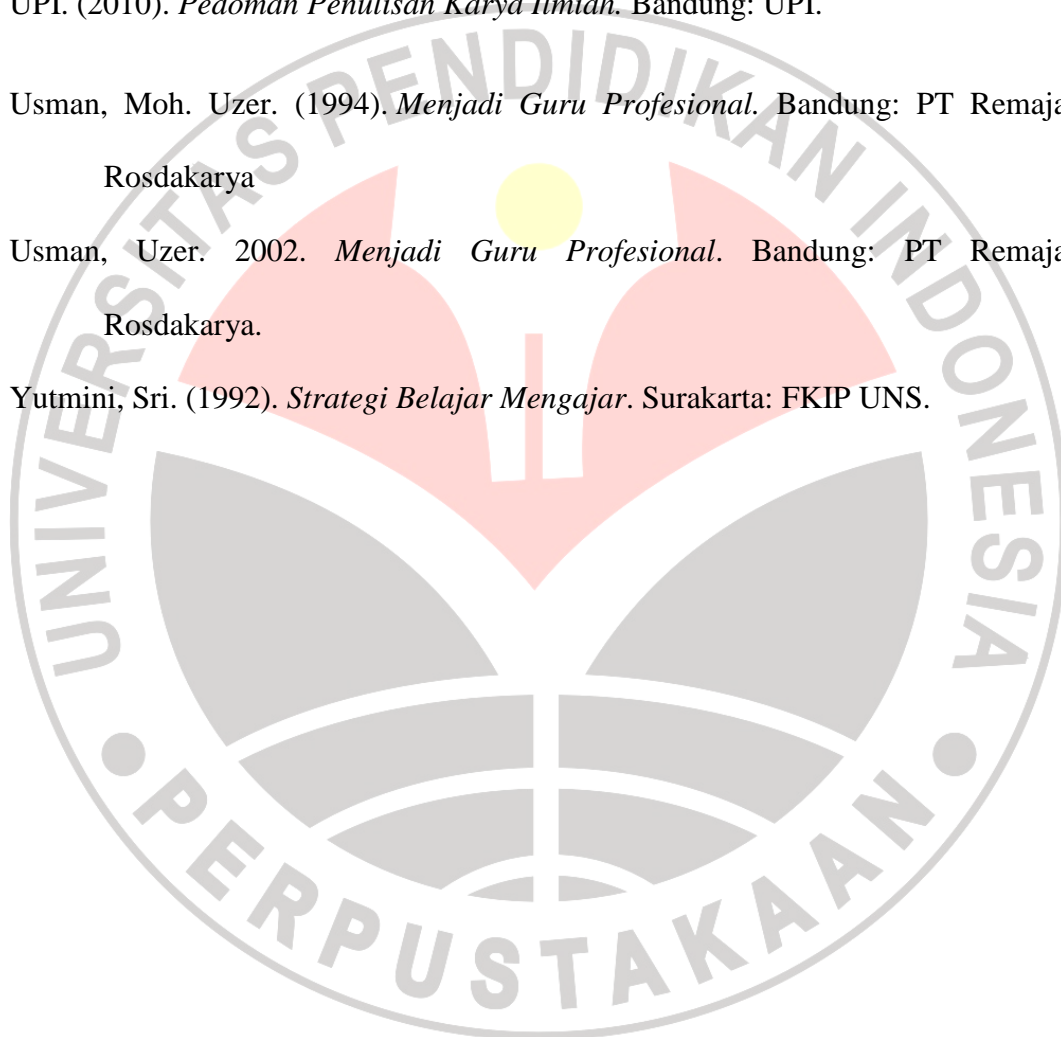 UPI. (2010). Pedoman Penulisan Karya Ilmiah. Bandung: UPI.
Usman, Moh. Uzer. (1994). Menjadi Guru Profesional. Bandung: PT Remaja
Rosdakarya
Usman, Uzer. 2002. Menjadi Guru Profesional. Bandung: PT Remaja
Rosdakarya.
Yutmini, Sri. (1992). Strategi Belajar Mengajar. Surakarta: FKIP UNS.
UNIVERSITAS PENDIDIKAN INDONESIA
PERPUSTAKAAN